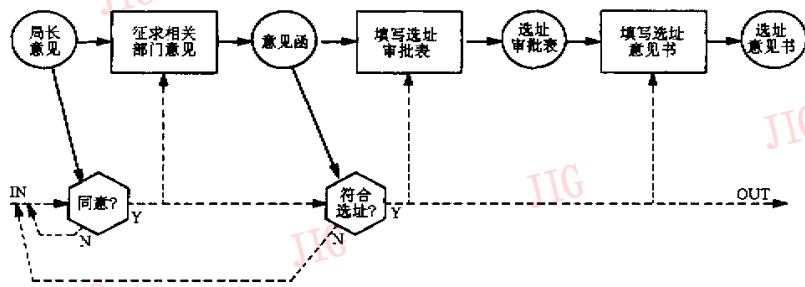 局长
意见
征求相关
部门意见
意见函
填写选址
审批表
选址
审批表
填写选址
意见书
选址
意见书
IN
同意?
Y
N
符合
选址?
Y
N
OUT
JIG
JIG
JIG
JIG